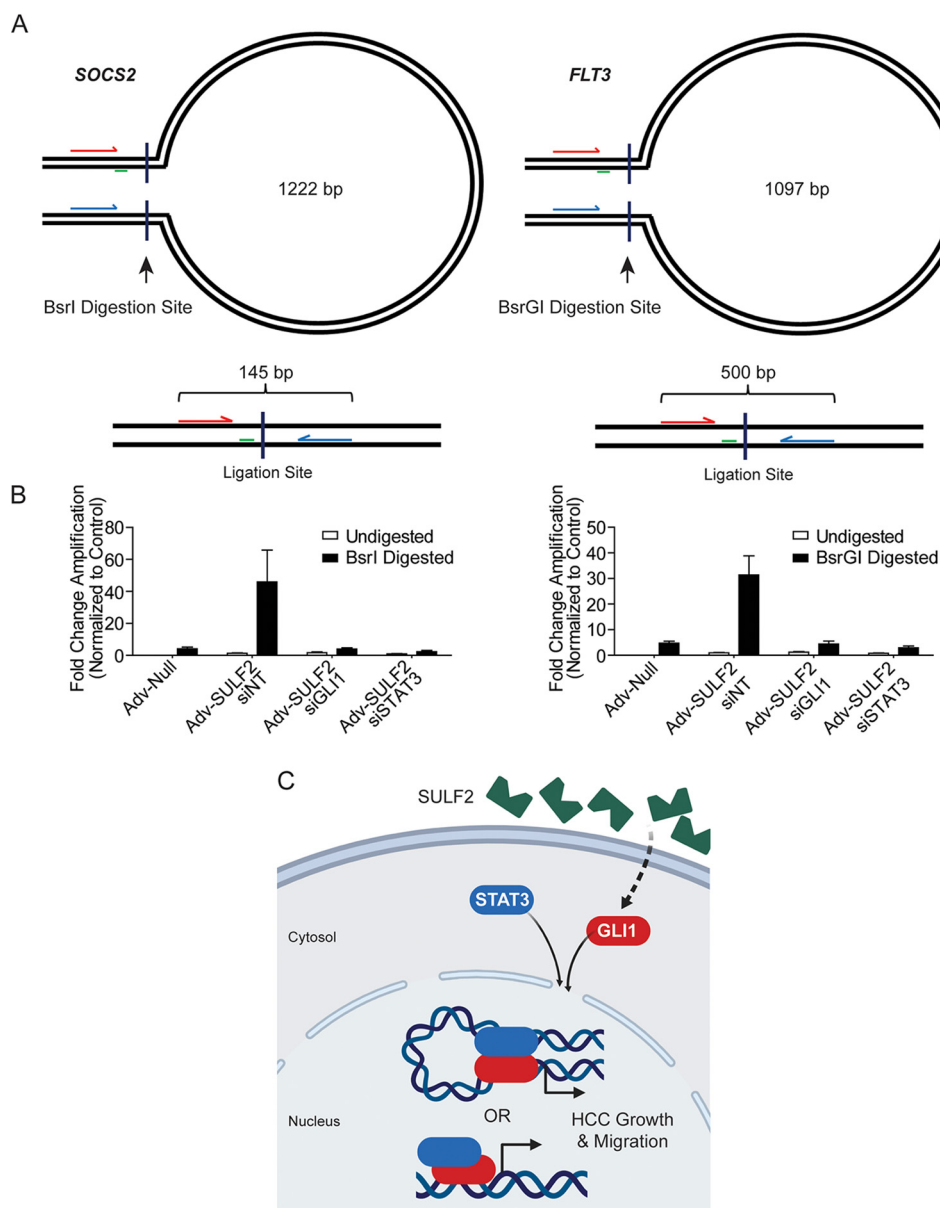 A
SOCS2
1222 bp
BsrI Digestion Site
145 bp
Ligation Site
FLT3
1097 bp
BsrGI Digestion Site
500 bp
Ligation Site
B
Fold Change Amplification
(Normalized to Control)
80
60
40
20
0
Undigested
BsrI Digested
Adv-Null
Adv-SULF2
siNT
Adv-SULF2
siGLI1
Adv-SULF2
siSTAT3
Fold Change Amplification
(Normalized to Control)
50
40
30
20
10
0
Undigested
BsrGI Digested
Adv-Null
Adv-SULF2
siNT
Adv-SULF2
siGLI1
Adv-SULF2
siSTAT3
C
SULF2
STAT3
GLI1
Cytosol
Nucleus
OR
HCC Growth
& Migration